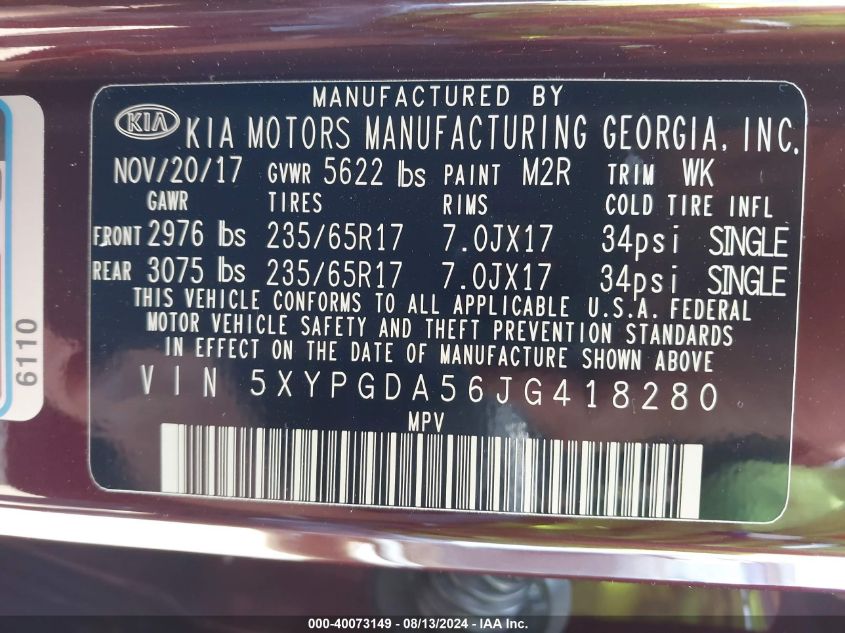 MANUFACTURED BY
KIA KIA MOTORS MANUFACTURING GEORGIA, INC.
NOV/20/17 GVWR 5622 lbs PAINT M2R TRIM WK
GAWR TIRES RIMS COLD TIRE INFL
FRONT 2976 lbs 235/65R17 7.0JX17 34psi SINGLE
REAR 3075 lbs 235/65R17 7.0JX17 34psi SINGLE
THIS VEHICLE CONFORMS TO ALL APPLICABLE U.S.A. FEDERAL
MOTOR VEHICLE SAFETY AND THEFT PREVENTION STANDARDS
IN EFFECT ON THE DATE OF MANUFACTURE SHOWN ABOVE
VIN 5XYPGDA56JG418280
MPV
6110
000-40073149 - 08/13/2024 - IAA Inc.